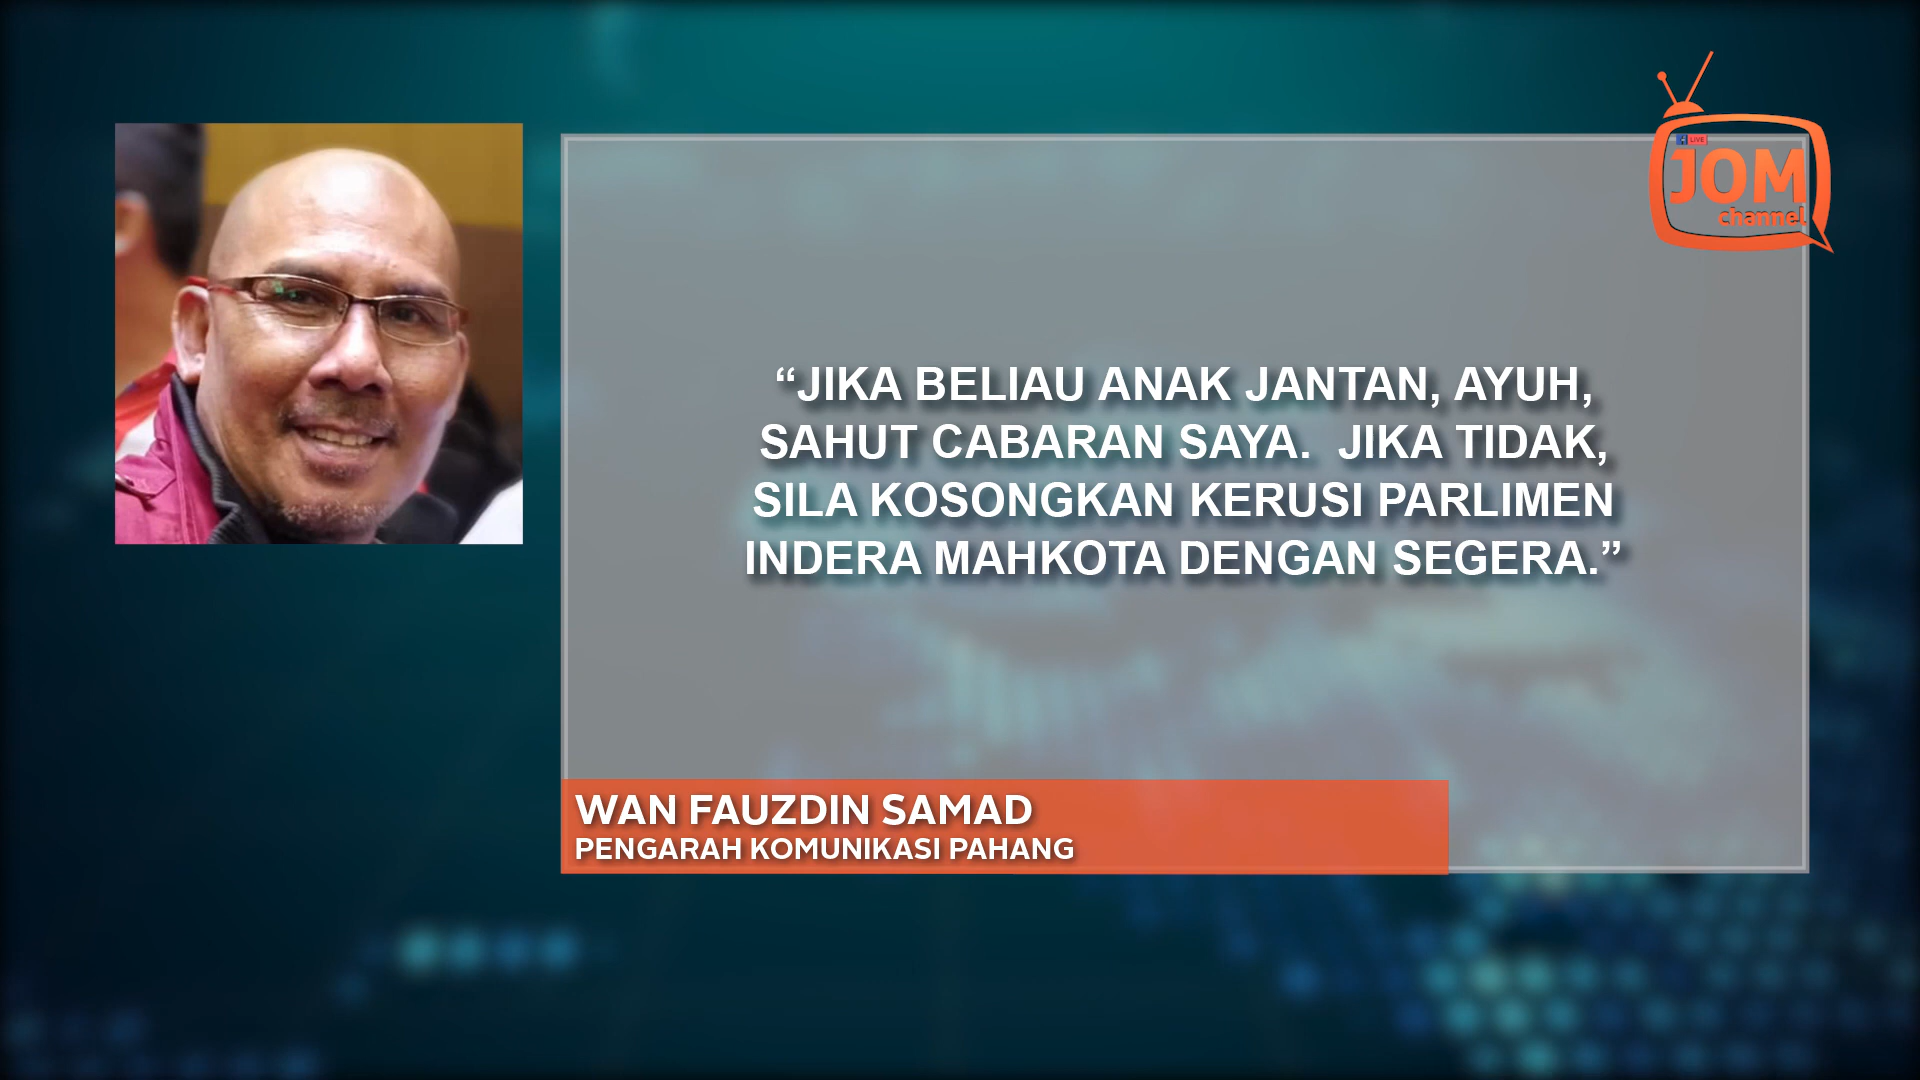 LIVE
JOM
channel
“JIKA BELIAU ANAK JANTAN, AYUH,
SAHUT CABARAN SAYA.  JIKA TIDAK,
SILA KOSONGKAN KERUSI PARLIMEN
INDERA MAHKOTA DENGAN SEGERA.”
WAN FAUZDIN SAMAD
PENGARAH KOMUNIKASI PAHANG